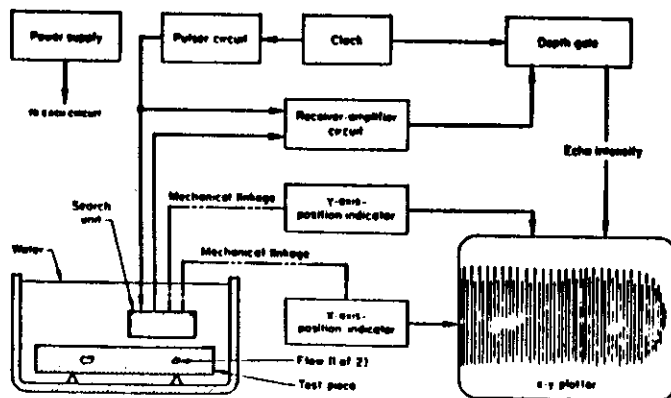 Power supply
Pulser circuit
Clock
Depth gate
to each circuit
Receiver-amplifier
circuit
Echo intensity
Search
unit
Mechanical linkage
Y-axis-
position indicator
Water
Mechanical linkage
X-axis-
position indicator
Flaw (1 of 2)
Test piece
x-y plotter